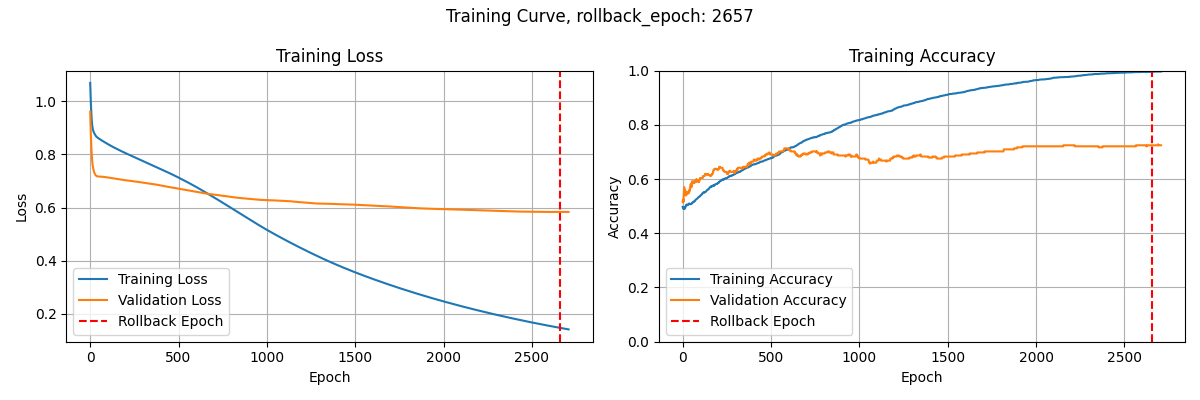 Training Curve, rollback_epoch: 2657
Training Loss
Loss
1.0
0.8
0.6
0.4
0.2
Training Loss
Validation Loss
Rollback Epoch
0 500 1000 1500 2000 2500
Epoch
Training Accuracy
Accuracy
1.0
0.8
0.6
0.4
0.2
0.0
Training Accuracy
Validation Accuracy
Rollback Epoch
0 500 1000 1500 2000 2500
Epoch